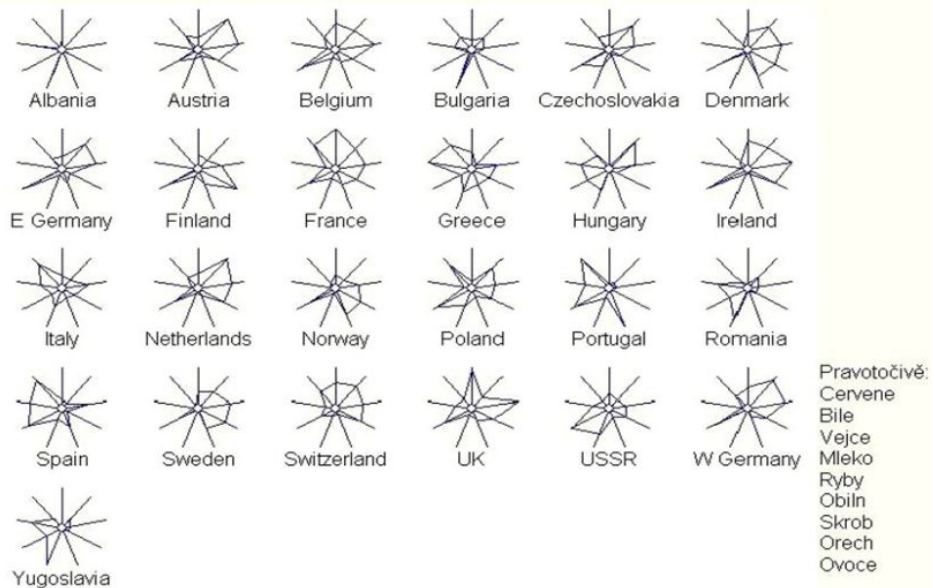 Albania Austria Belgium Bulgaria Czechoslovakia Denmark
E Germany Finland France Greece Hungary Ireland
Italy Netherlands Norway Poland Portugal Romania
Spain Sweden Switzerland UK USSR W Germany
Yugoslavia
Pravotočivě:
Cervene
Bile
Vejce
Mleko
Ryby
Obiln
Skrob
Orech
Ovoce